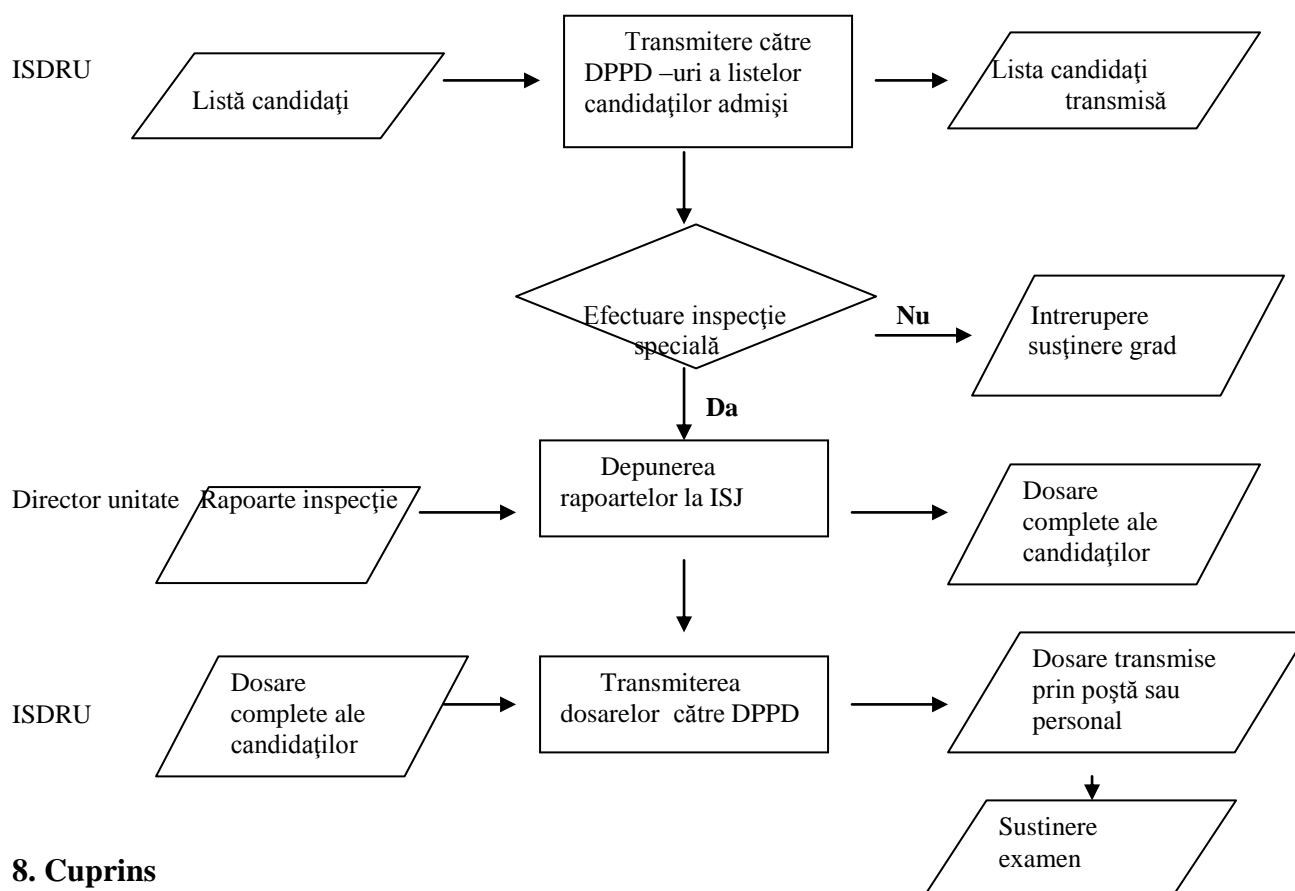 ISDRU
Listă candidaţi
Transmitere către
DPPD –uri a listelor
candidaţilor admişi
Lista candidaţi
transmisă
Efectuare inspecţie
specială
Nu
Intrerupere
susţinere grad
Da
Director unitate
Rapoarte inspecţie
Depunerea
rapoartelor la ISJ
Dosare
complete ale
candidaţilor
ISDRU
Dosare
complete ale
candidaţilor
Transmiterea
dosarelor către DPPD
Dosare transmise
prin poştă sau
personal
Sustinere
examen
8. Cuprins